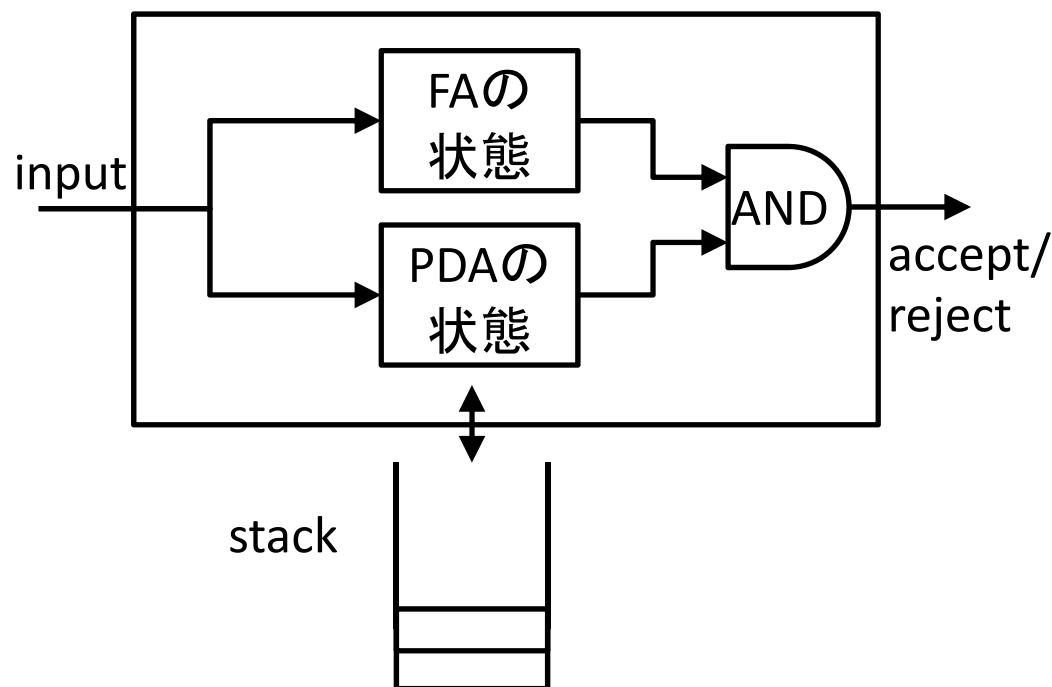 FAの
状態
input
AND
PDAの
状態
accept/
reject
stack